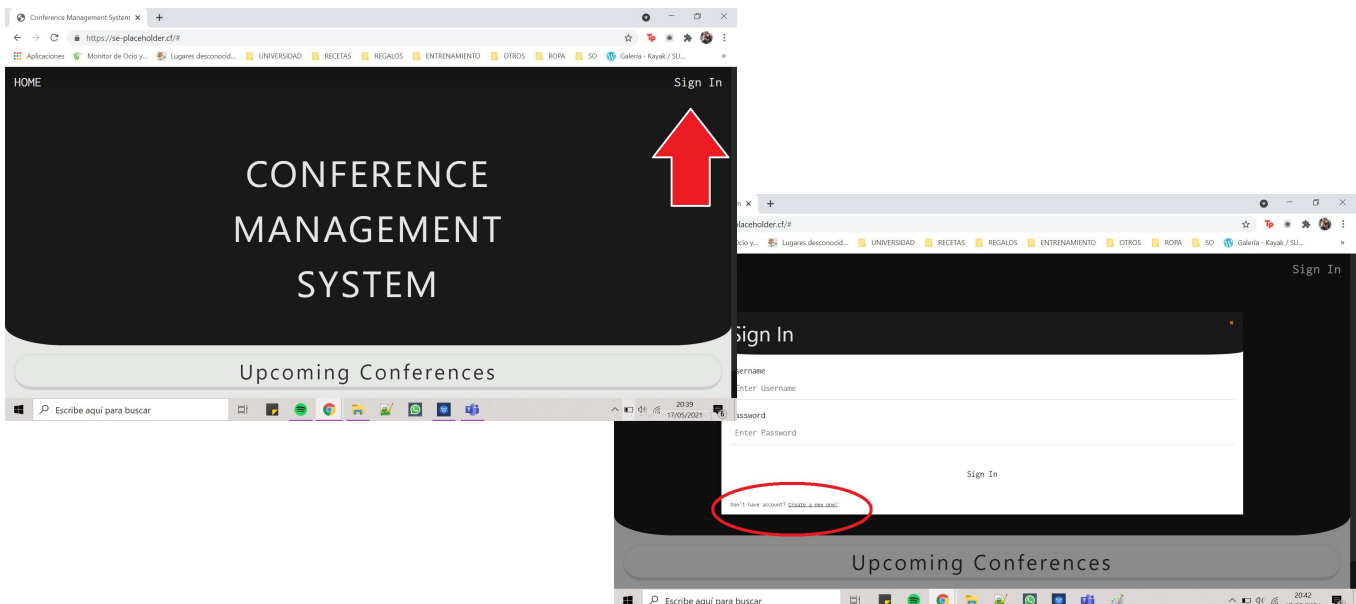 Conference Management System
https://se-placeholder.cf/#
Aplicaciones Monitor de Ocio y... Lugares desconocid... UNIVERSIDAD RECETAS REGALOS ENTRENAMIENTO OTROS ROPA SO Galería - Kayak / SU... »
HOME Sign In
CONFERENCE
MANAGEMENT
SYSTEM
Upcoming Conferences
Escribe aquí para buscar
20:39
17/05/2021
6
laceholder.cf/#
Ocio y... Lugares desconocid... UNIVERSIDAD RECETAS REGALOS ENTRENAMIENTO OTROS ROPA SO Galería - Kayak / SU... »
Sign In
Sign In
sername
Enter Username
assword
Enter Password
Sign In
Don't have account? Create a new one!
Upcoming Conferences
Escribe aquí para buscar
20:42